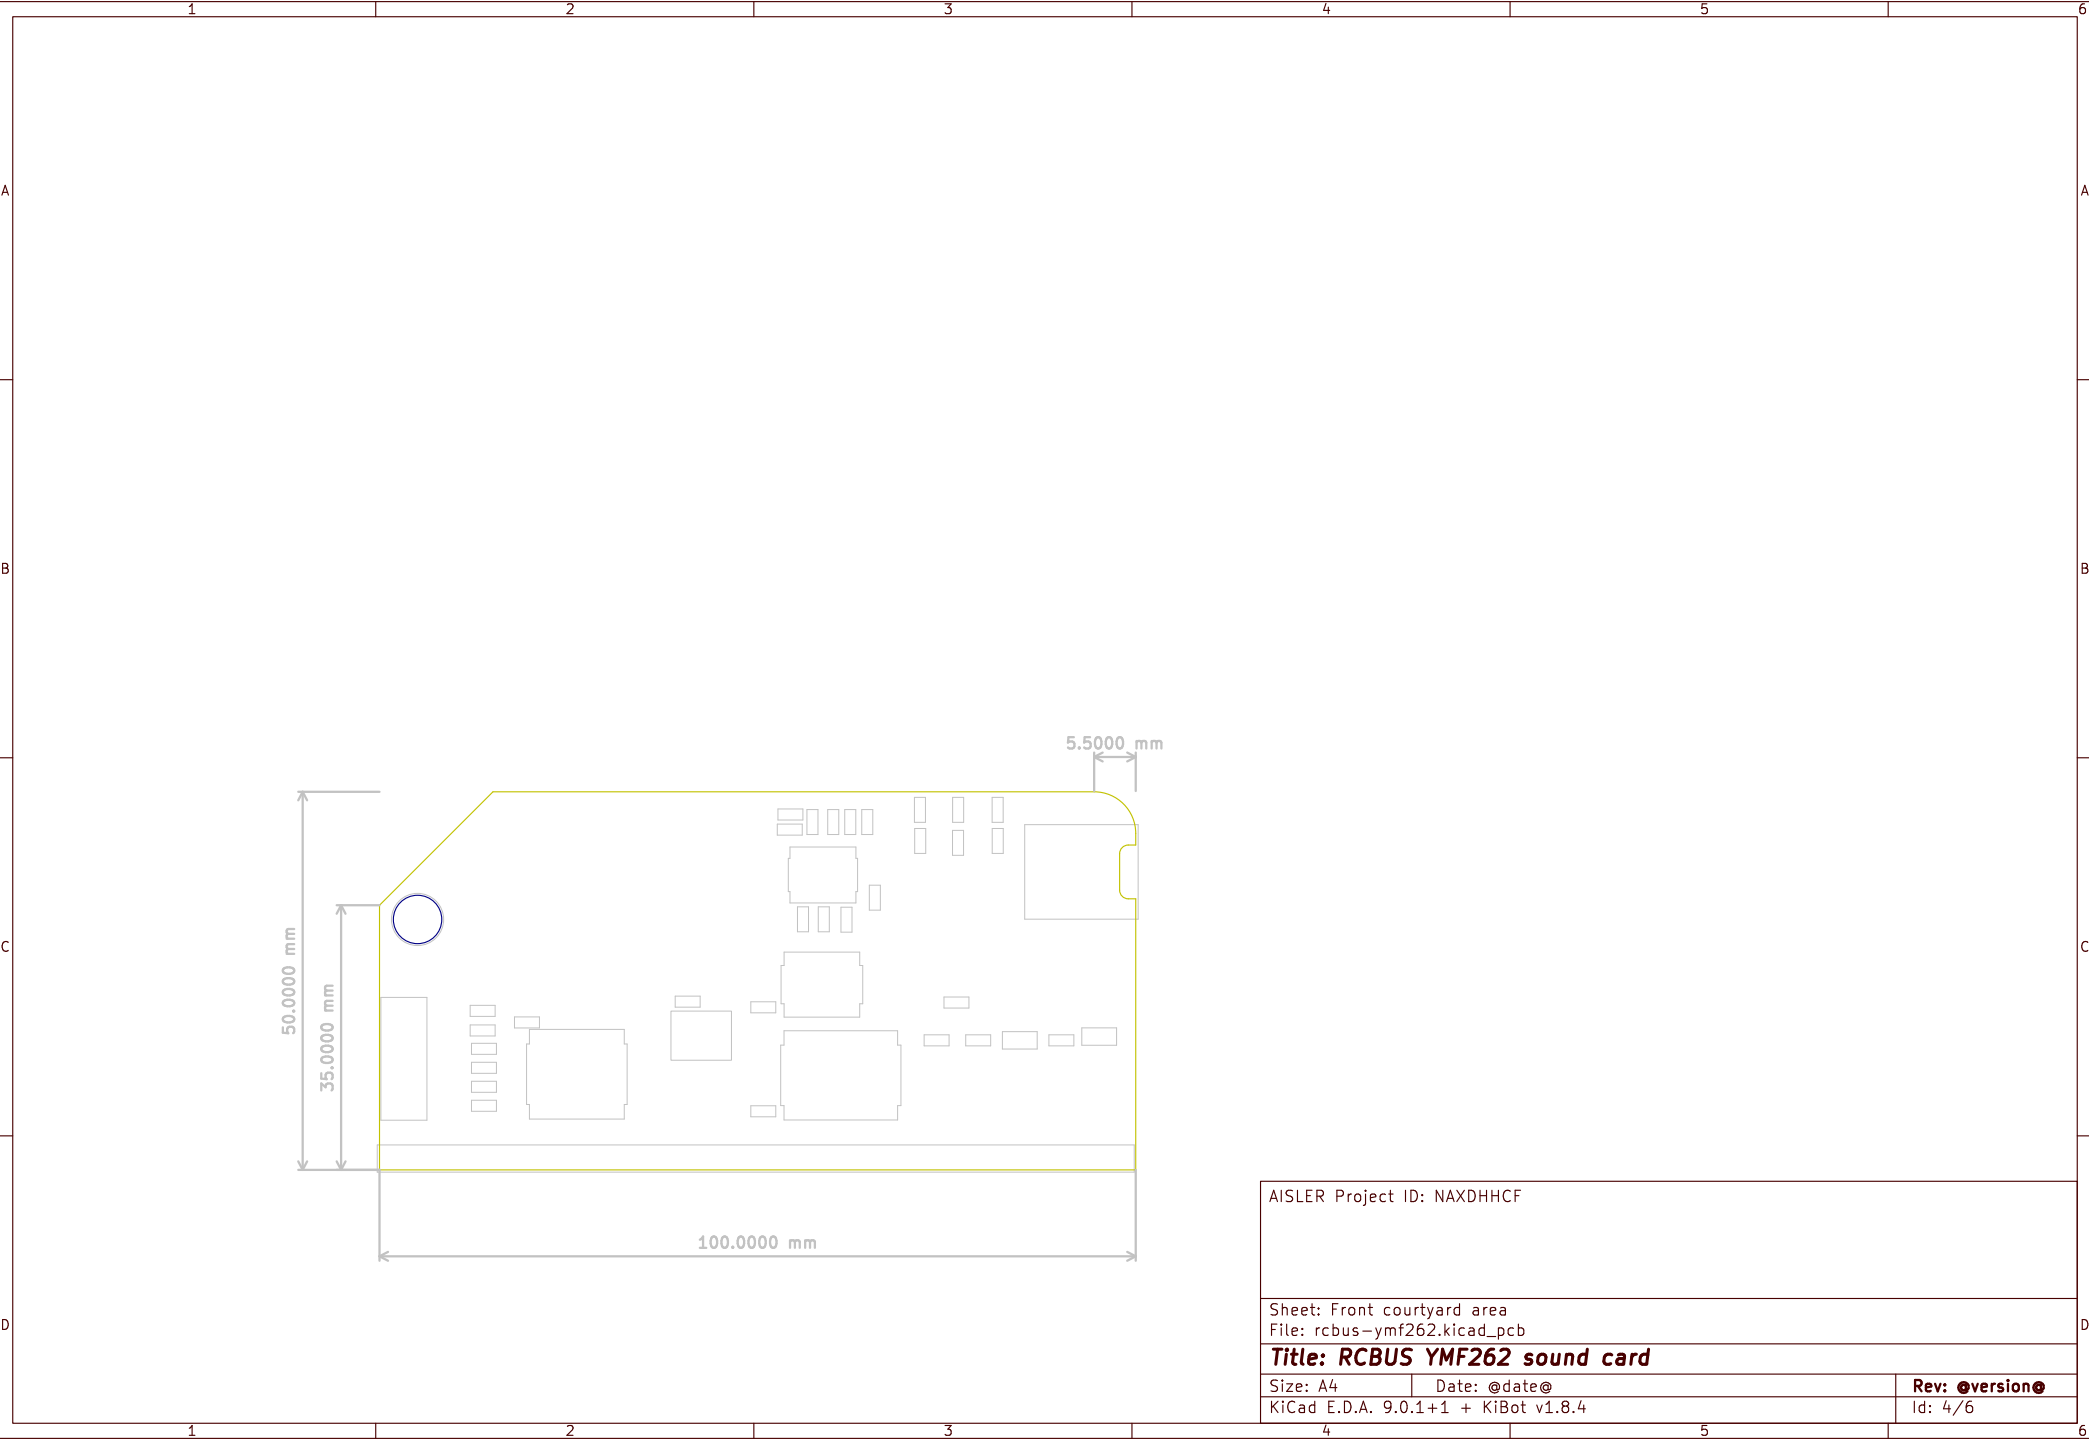 1 2 3 4 5 6
A A
B B
5.5000 mm
C C
50.0000 mm
35.0000 mm
100.0000 mm
AISLER Project ID: NAXDHHCF
Sheet: Front courtyard area
File: rcbus-ymf262.kicad_pcb
D D
Title: RCBUS YMF262 sound card
Size: A4 Date: @date@ Rev: @version@
KiCad E.D.A. 9.0.1+1 + KiBot v1.8.4 Id: 4/6
1 2 3 4 5 6